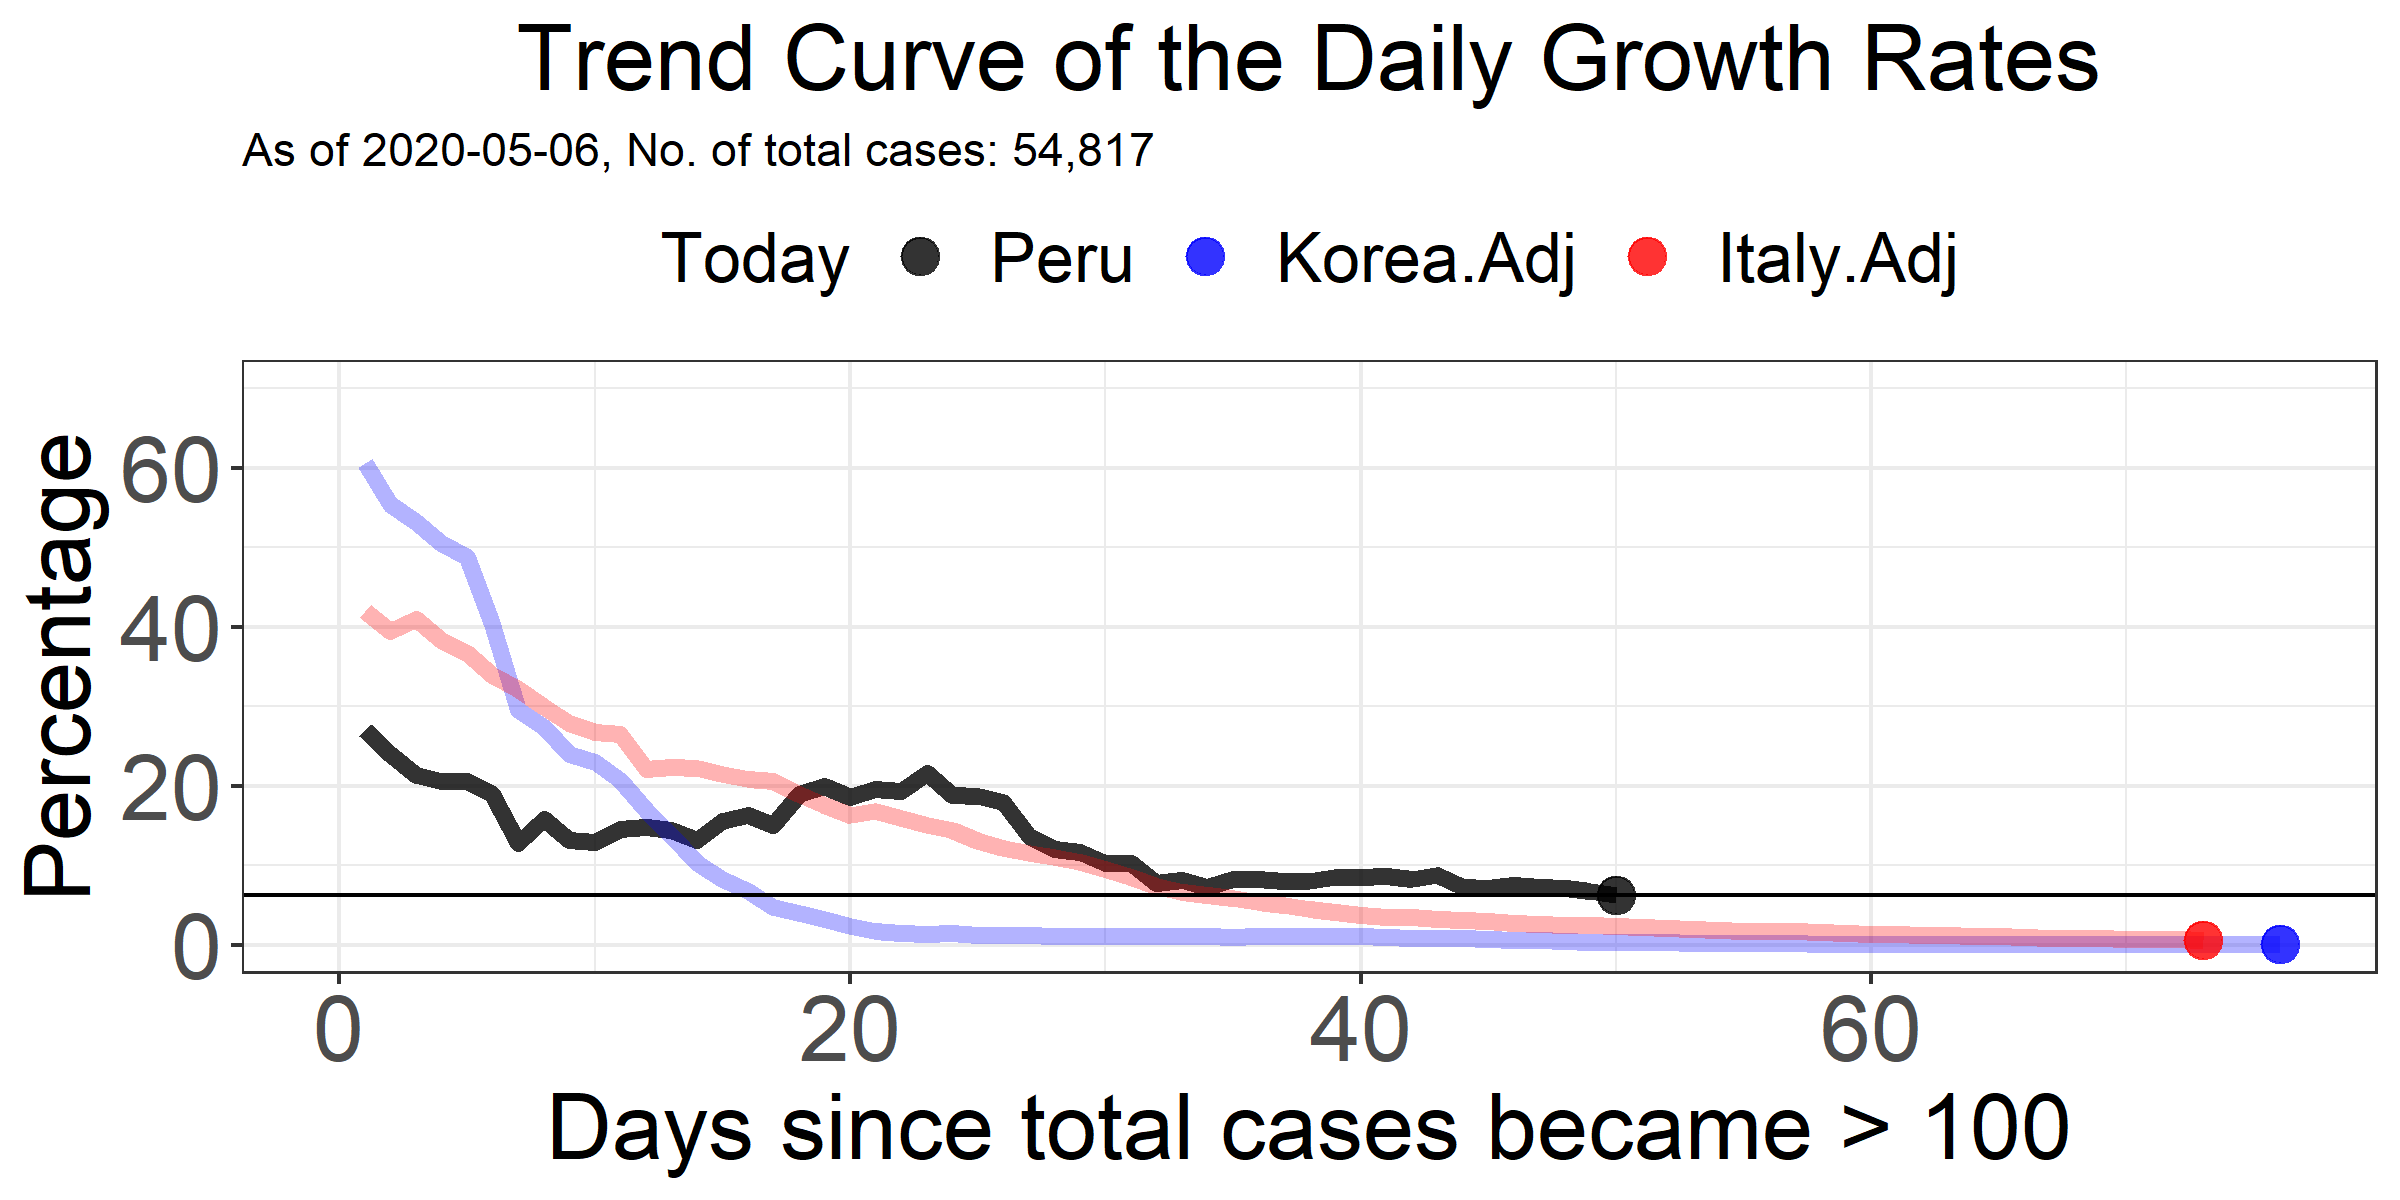 Trend Curve of the Daily Growth Rates
As of 2020-05-06, No. of total cases: 54,817
Today Peru Korea.Adj Italy.Adj
Percentage
60
40
20
0
0 20 40 60
Days since total cases became > 100